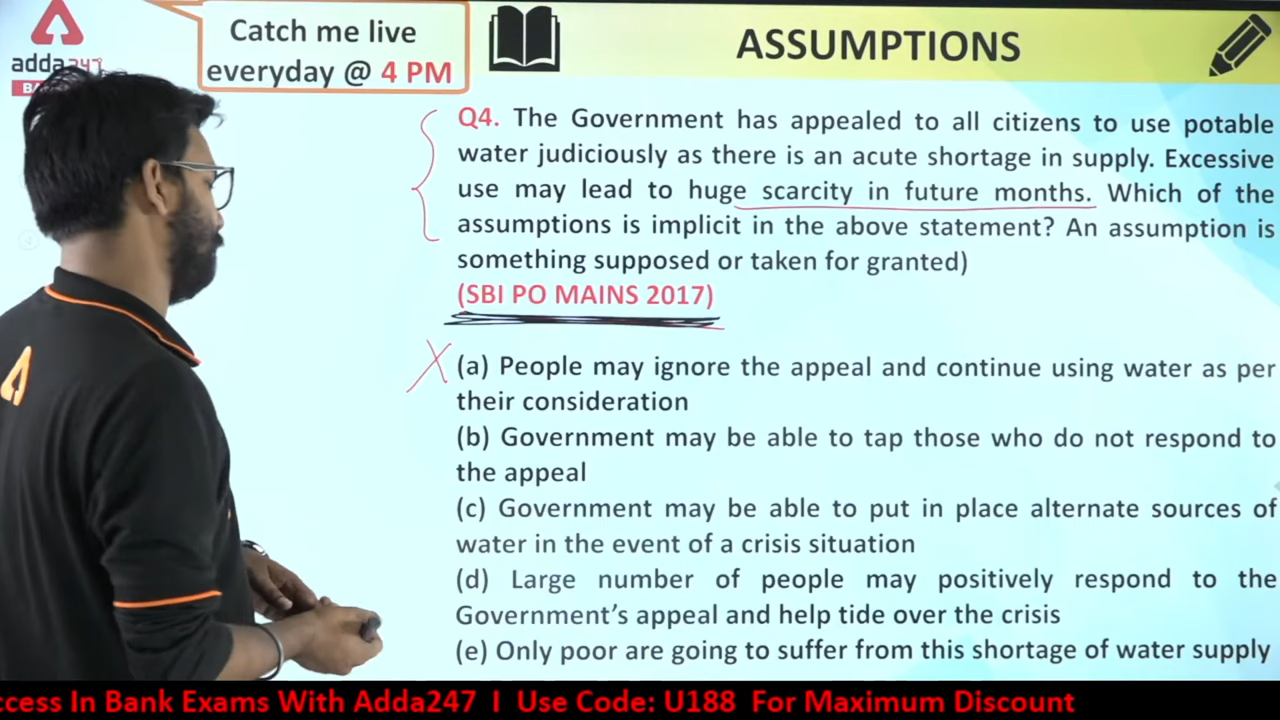 Catch me live
everyday @ 4 PM
adda247
ASSUMPTIONS
Q4. The Government has appealed to all citizens to use potable
water judiciously as there is an acute shortage in supply. Excessive
use may lead to huge scarcity in future months. Which of the
assumptions is implicit in the above statement? An assumption is
something supposed or taken for granted)
(SBI PO MAINS 2017)
(a) People may ignore the appeal and continue using water as per
their consideration
(b) Government may be able to tap those who do not respond to
the appeal
(c) Government may be able to put in place alternate sources of
water in the event of a crisis situation
(d) Large number of people may positively respond to the
Government’s appeal and help tide over the crisis
(e) Only poor are going to suffer from this shortage of water supply
In Bank Exams With Adda247 I Use Code: U188 For Maximum Discount